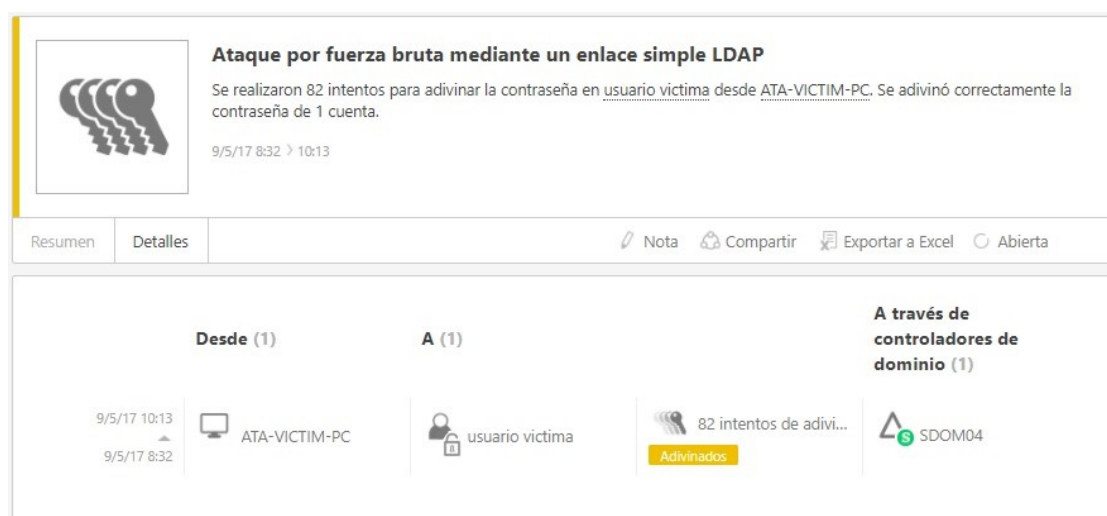 Ataque por fuerza bruta mediante un enlace simple LDAP
Se realizaron 82 intentos para adivinar la contraseña en usuario victima desde ATA-VICTIM-PC. Se adivinó correctamente la
contraseña de 1 cuenta.
9/5/17 8:32 > 10:13
Resumen Detalles Nota Compartir Exportar a Excel Abierta
Desde (1) A (1) A través de
controladores de
dominio (1)
9/5/17 10:13
9/5/17 8:32
ATA-VICTIM-PC
usuario victima
82 intentos de adivi...
Adivinados
S SDOM04